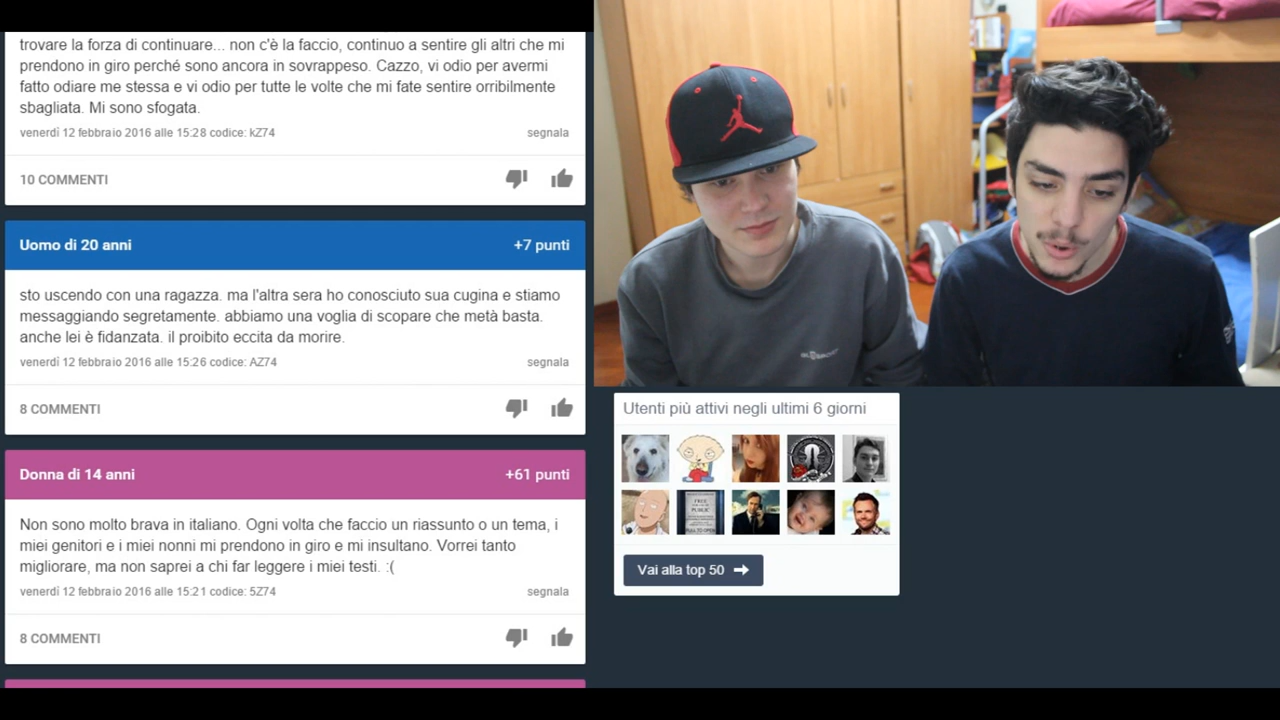 trovare la forza di continuare... non c'è la faccio, continuo a sentire gli altri che mi
prendono in giro perché sono ancora in sovrappeso. Cazzo, vi odio per avermi
fatto odiare me stessa e vi odio per tutte le volte che mi fate sentire orribilmente
sbagliata. Mi sono sfogata.
venerdì 12 febbraio 2016 alle 15:28 codice: kZ74 segnala
10 COMMENTI
Uomo di 20 anni +7 punti
sto uscendo con una ragazza. ma l'altra sera ho conosciuto sua cugina e stiamo
messaggiando segretamente. abbiamo una voglia di scopare che metà basta.
anche lei è fidanzata. il proibito eccita da morire.
venerdì 12 febbraio 2016 alle 15:26 codice: AZ74 segnala
8 COMMENTI
Donna di 14 anni +61 punti
Non sono molto brava in italiano. Ogni volta che faccio un riassunto o un tema, i
miei genitori e i miei nonni mi prendono in giro e mi insultano. Vorrei tanto
migliorare, ma non saprei a chi far leggere i miei testi. :(
venerdì 12 febbraio 2016 alle 15:21 codice: 5Z74 segnala
8 COMMENTI
Utenti più attivi negli ultimi 6 giorni
FREE
PUBLIC
Vai alla top 50